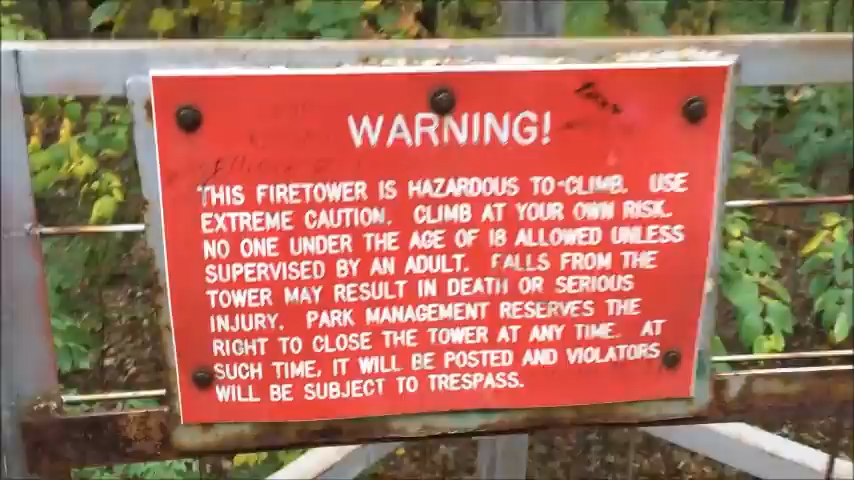 WARNING!
THIS FIRETOWER IS HAZARDOUS TO-CLIMB. USE
EXTREME CAUTION. CLIMB AT YOUR OWN RISK.
NO ONE UNDER THE AGE OF 18 ALLOWED UNLESS
SUPERVISED BY AN ADULT. FALLS FROM THE
TOWER MAY RESULT IN DEATH OR SERIOUS
INJURY. PARK MANAGEMENT RESERVES THE
RIGHT TO CLOSE THE TOWER AT ANY TIME. AT
SUCH TIME, IT WILL BE POSTED AND VIOLATORS
WILL BE SUBJECT TO TRESPASS.